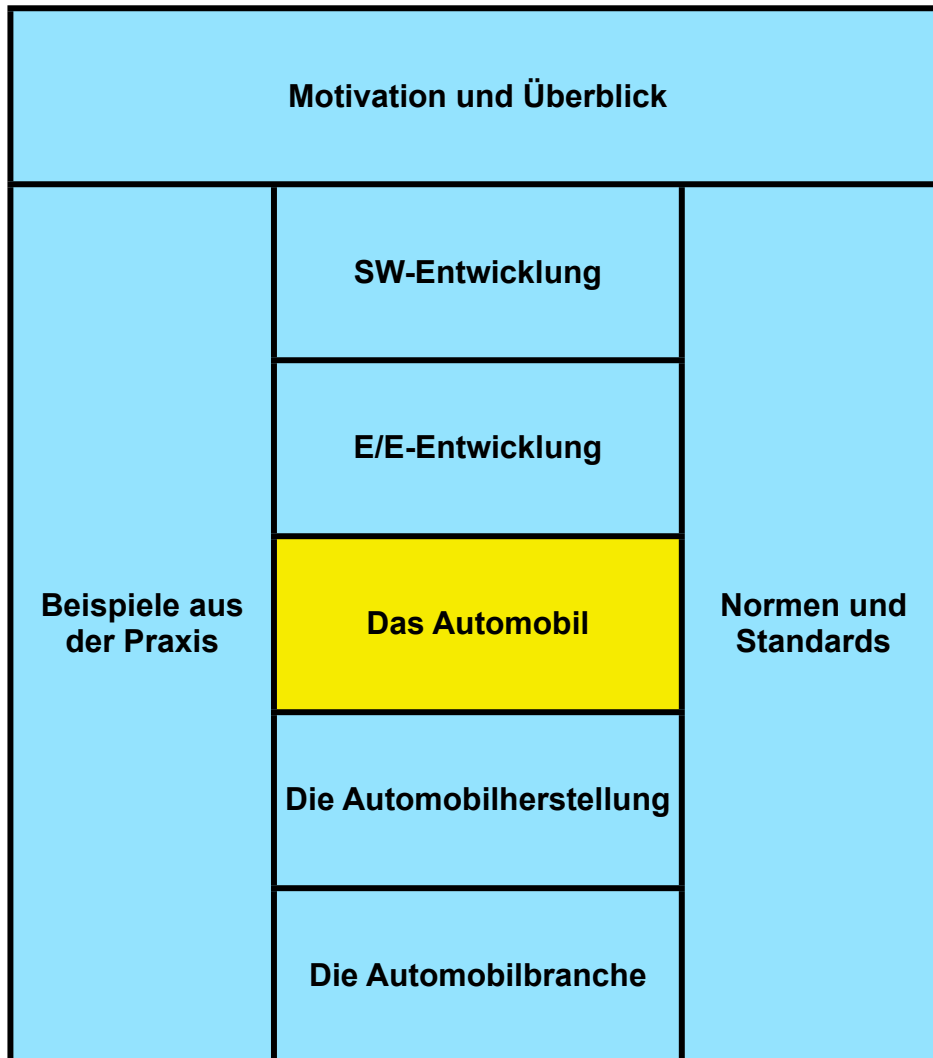 Motivation und Überblick
SW-Entwicklung
E/E-Entwicklung
Beispiele aus
der Praxis
Das Automobil
Normen und
Standards
Die Automobilherstellung
Die Automobilbranche